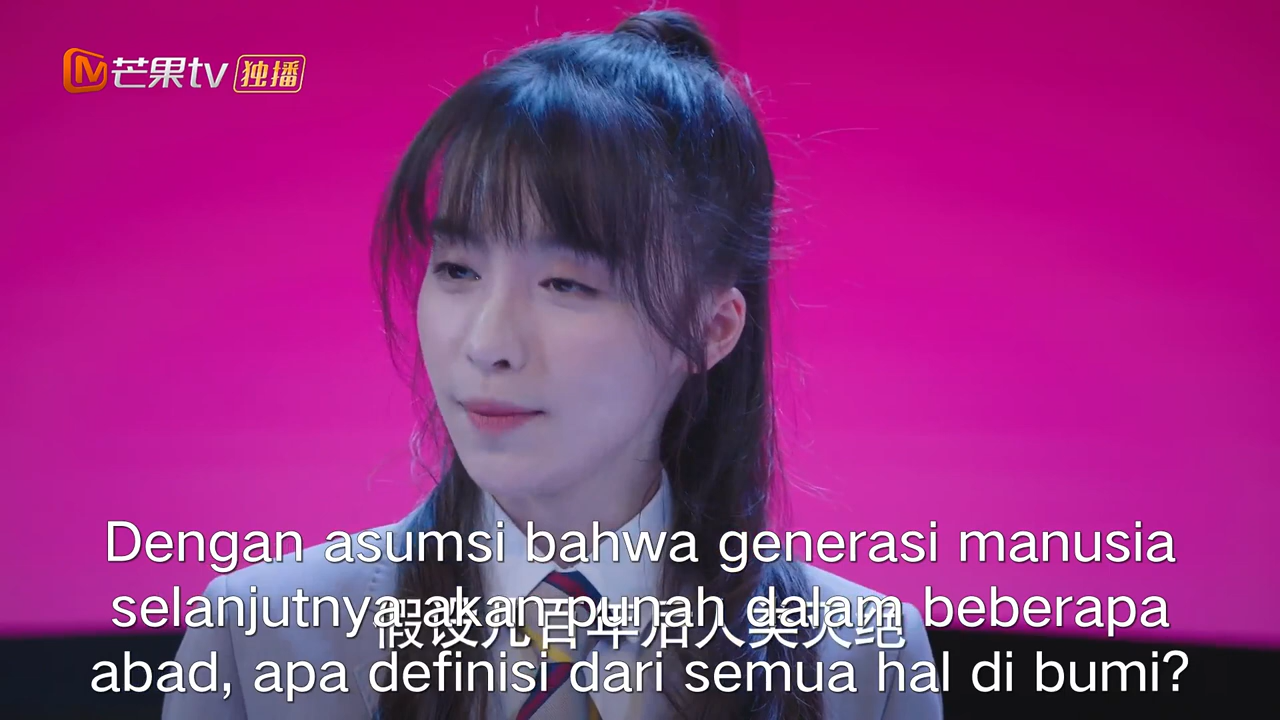 芒果tv 独播
Dengan asumsi bahwa generasi manusia
selanjutnya akan punah dalam beberapa
假设几百年后人类灭绝
abad, apa definisi dari semua hal di bumi?